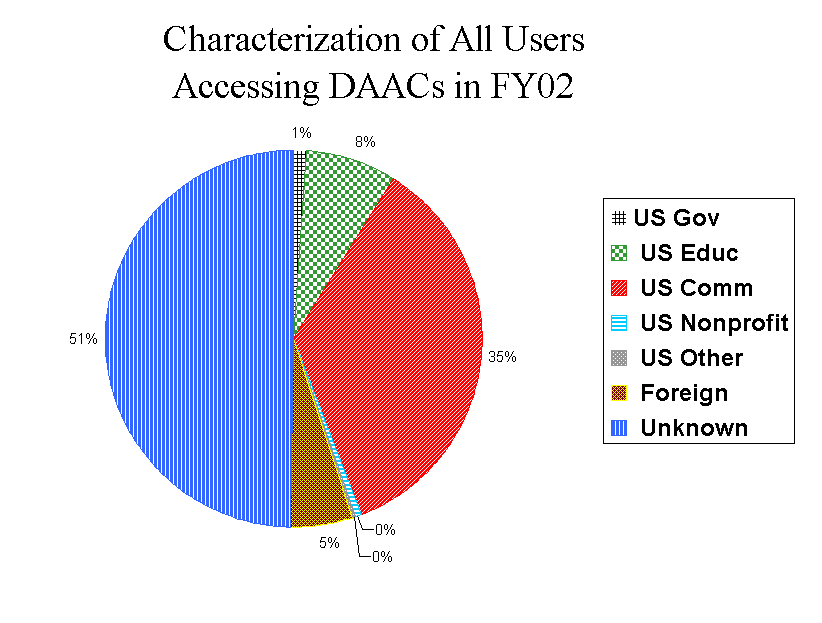 Characterization of All Users
Accessing DAACs in FY02
1%
8%
51%
35%
0%
0%
5%
US Gov
US Educ
US Comm
US Nonprofit
US Other
Foreign
Unknown